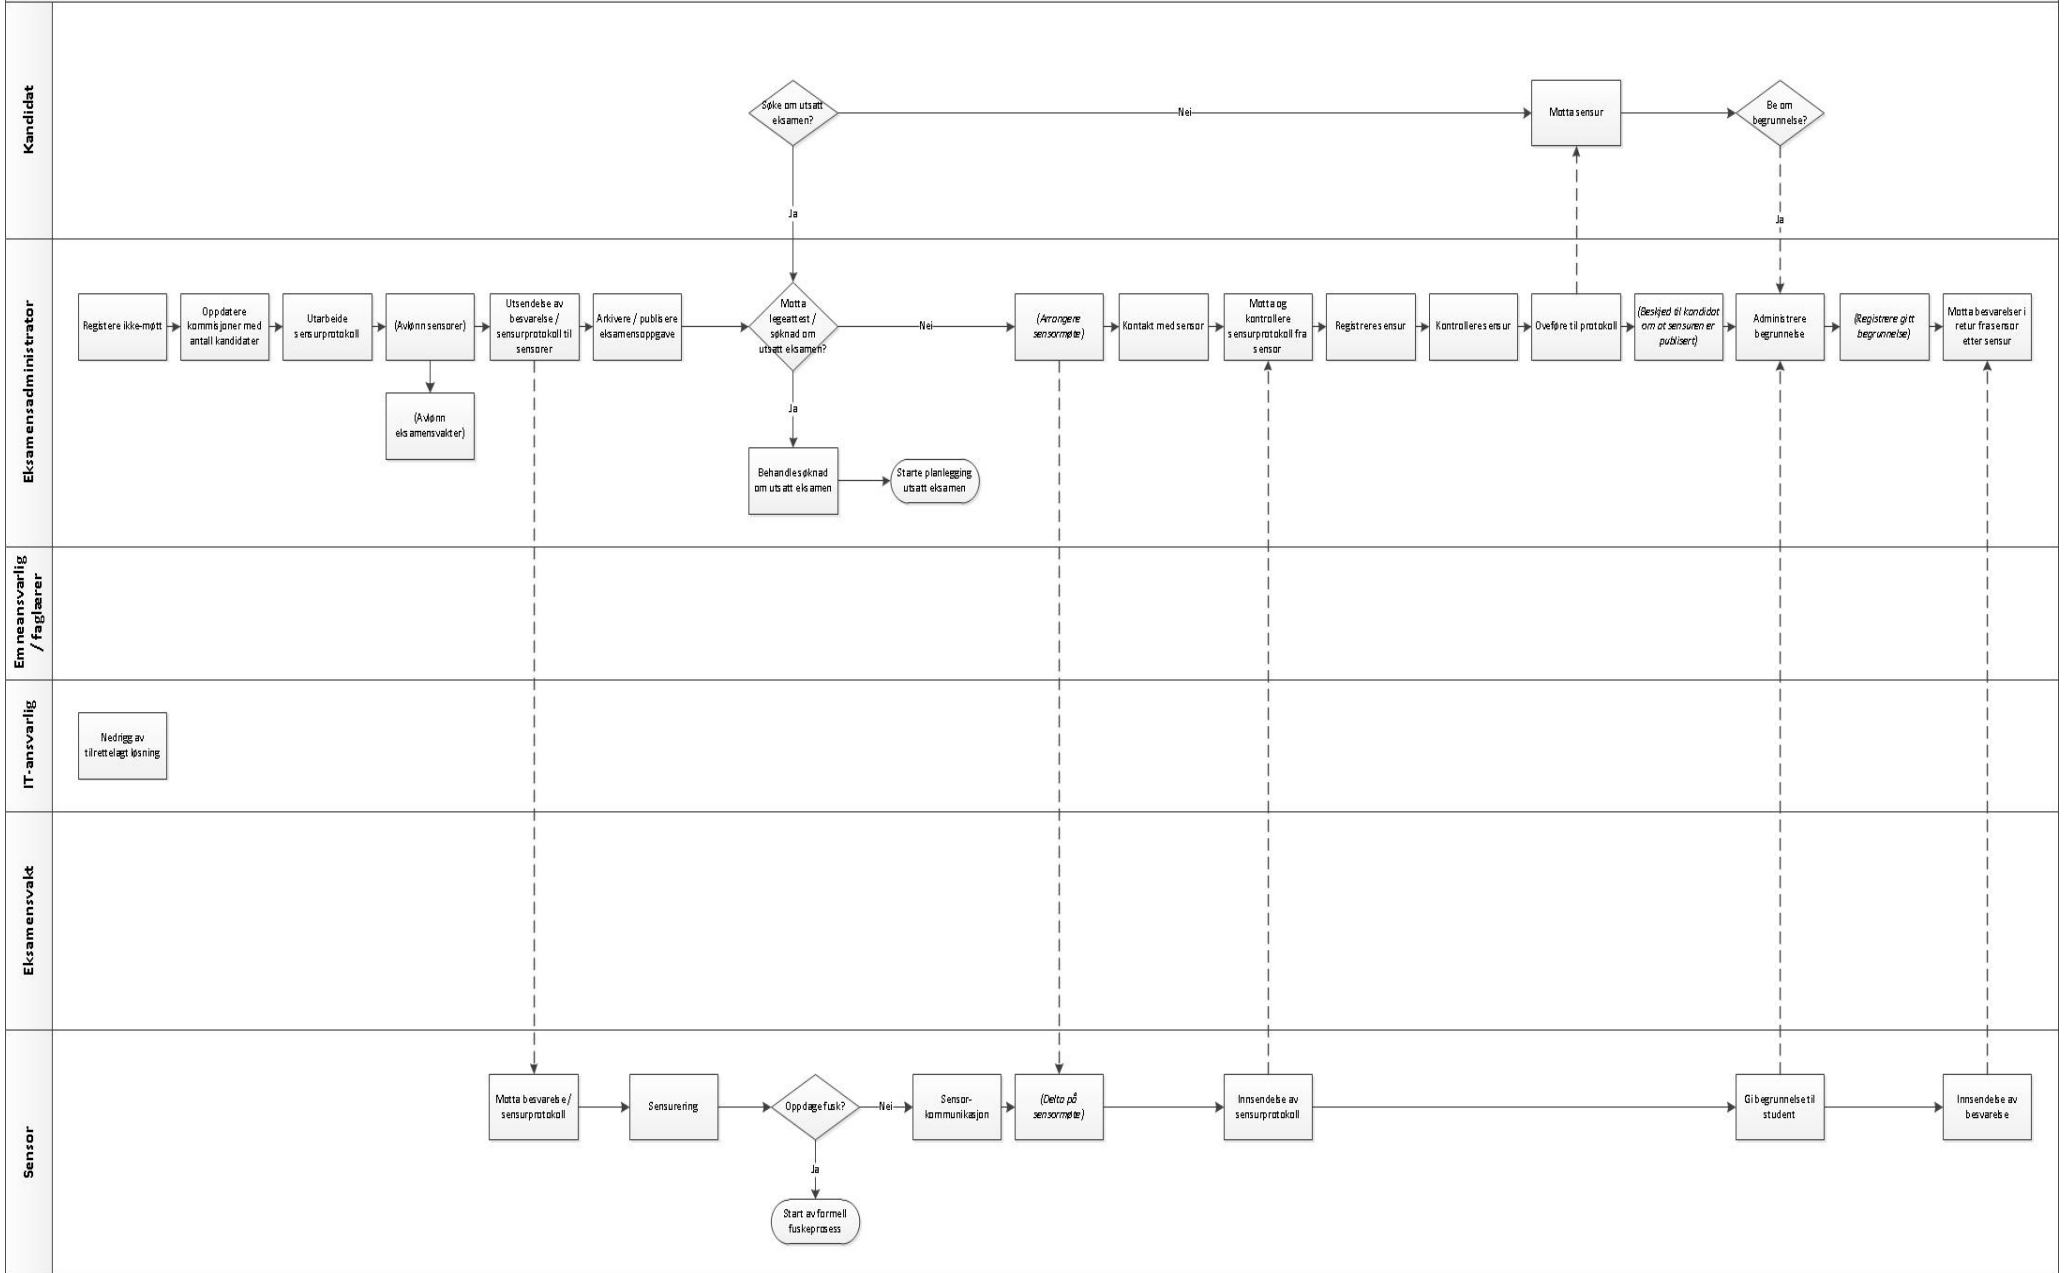 Kandidat
Søke om utsatt
eksamen?
Nei
Motta sensur
Be om
begrunnelse?
Ja
Ja
Eksamensadministrator
Registere ikke-møtt
Oppdatere
kommisjoner med
antall kandidater
Utarbeide
sensurprotokoll
(Avlønn sensorer)
Utsendelse av
besvarelse /
sensurprotokoll til
sensorer
Arkivere / publisere
eksamensoppgave
Motta
legeattest /
søknad om
utsatt eksamen?
Nei
(Arrangere
sensormøte)
Kontakt med sensor
Motta og
kontrollere
sensurprotokoll fra
sensor
Registrere sensur
Kontrollere sensur
Oveføre til protokoll
(Beskjed til kandidat
om at sensuren er
publisert)
Administrere
begrunnelse
(Registrere gitt
begrunnelse)
Motta besvarelser i
retur fra sensor
etter sensur
(Avlønn
eksamensvakter)
Ja
Behandle søknad
om utsatt eksamen
Starte planlegging
utsatt eksamen
Emneansvarlig
/ faglærer
IT-ansvarlig
Nedrigg av
tilrettelagt løsning
Eksamensvakt
Sensor
Motta besvarelse /
sensurprotokoll
Sensurering
Oppdage fusk?
Nei
Sensor-
kommunikasjon
(Delta på
sensormøte)
Innsendelse av
sensurprotokoll
Gi begrunnelse til
student
Innsendelse av
besvarelse
Ja
Start av formell
fuskeprosess